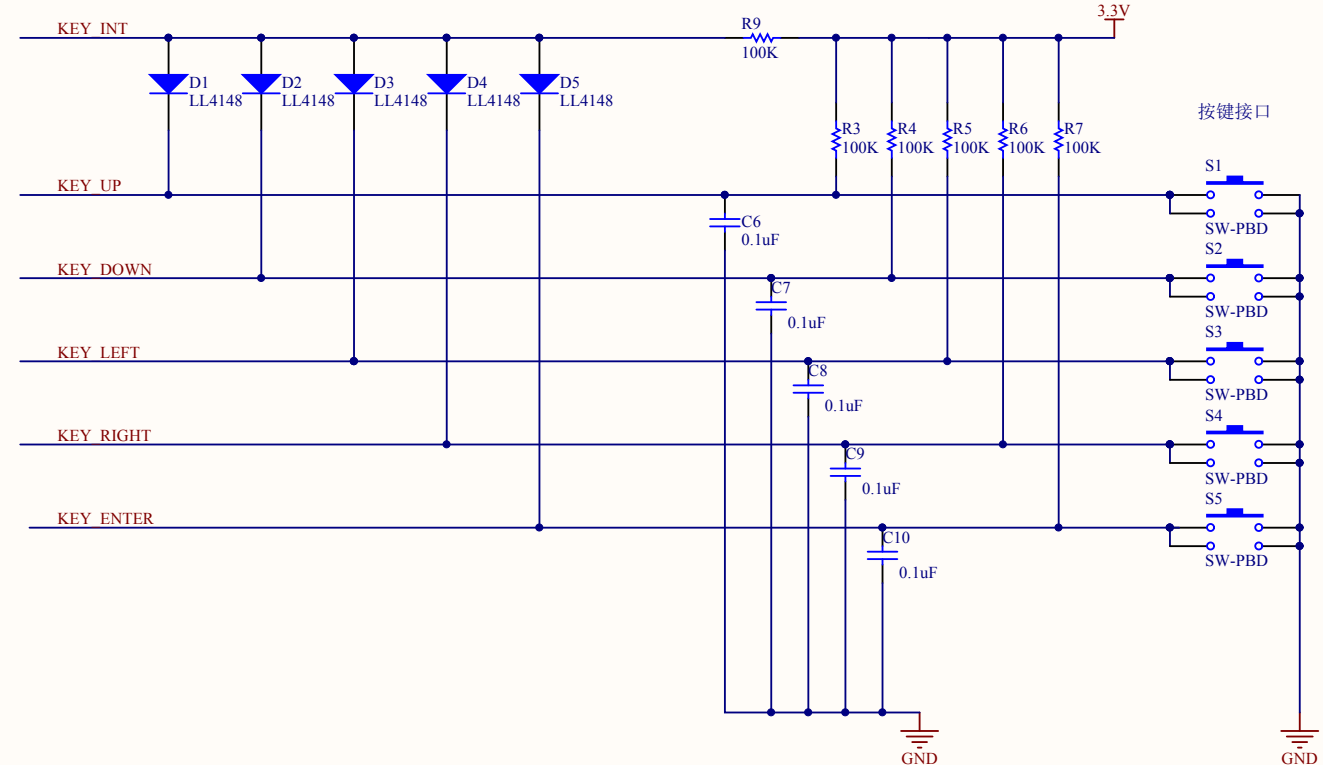 3.3V
KEY_INT
R9
100K
D1
LL4148
D2
LL4148
D3
LL4148
D4
LL4148
D5
LL4148
按键接口
R3
100K
R4
100K
R5
100K
R6
100K
R7
100K
KEY_UP
S1
SW-PBD
C6
0.1uF
KEY_DOWN
S2
SW-PBD
C7
0.1uF
KEY_LEFT
S3
SW-PBD
C8
0.1uF
KEY_RIGHT
S4
SW-PBD
C9
0.1uF
KEY_ENTER
S5
SW-PBD
C10
0.1uF
GND
GND